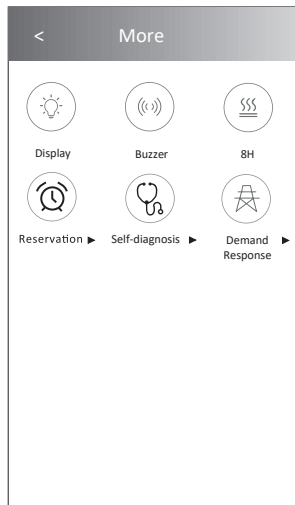 < More
Display Buzzer 8H
Reservation ▶ Self-diagnosis ▶ Demand ▶
Response